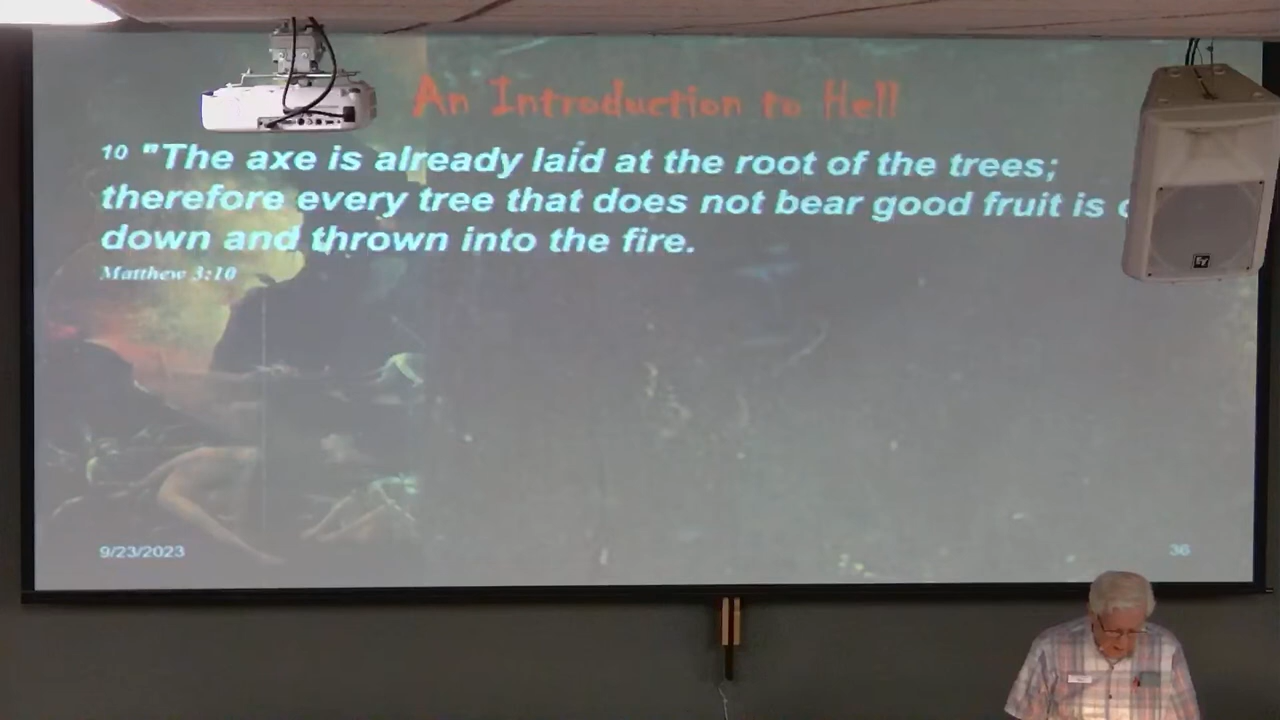 An Introduction to Hell
10 "The axe is already laid at the root of the trees;
therefore every tree that does not bear good fruit is
down and thrown into the fire.
Matthew 3:10
9/23/2023
36
EV